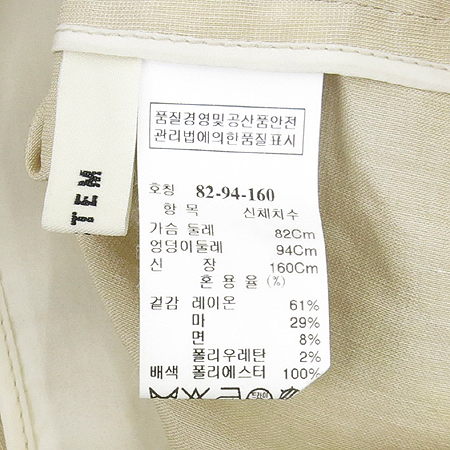 품질경영및공산품안전
관리법에의한품질표시
호칭 82-94-160
항 목 신체치수
가슴 둘레 82Cm
엉덩이둘레 94Cm
신 장 160Cm
혼 용 율 (%)
겉감 레이온 61%
마 29%
면 8%
폴리우레탄 2%
배색 폴리에스터 100%
TEM